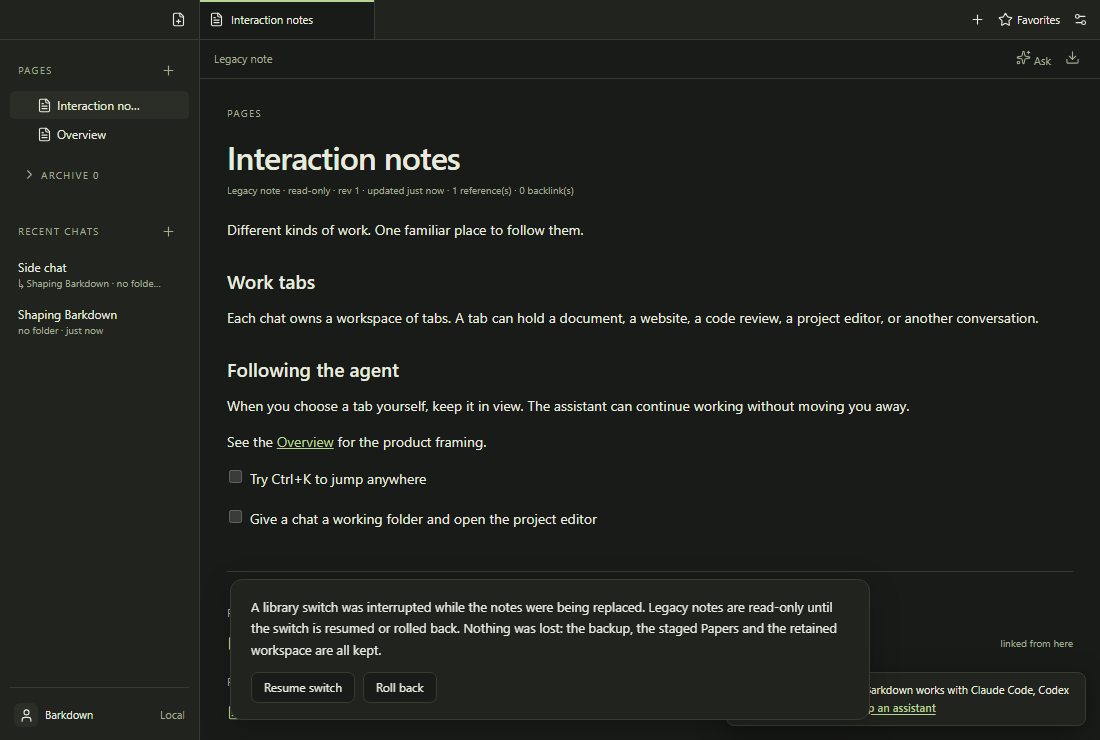 Interaction notes
Favorites
Legacy note
Ask
PAGES
Interaction no...
Overview
ARCHIVE 0
RECENT CHATS
Side chat
Shaping Barkdown · no folde...
Shaping Barkdown
no folder · just now
Barkdown
Local
PAGES
Interaction notes
Legacy note · read-only · rev 1 · updated just now · 1 reference(s) · 0 backlink(s)
Different kinds of work. One familiar place to follow them.
Work tabs
Each chat owns a workspace of tabs. A tab can hold a document, a website, a code review, a project editor, or another conversation.
Following the agent
When you choose a tab yourself, keep it in view. The assistant can continue working without moving you away.
See the Overview for the product framing.
Try Ctrl+K to jump anywhere
Give a chat a working folder and open the project editor
A library switch was interrupted while the notes were being replaced. Legacy notes are read-only until
the switch is resumed or rolled back. Nothing was lost: the backup, the staged Papers and the retained
workspace are all kept.
Resume switch
Roll back
linked from here
works with Claude Code, Codex
an assistant